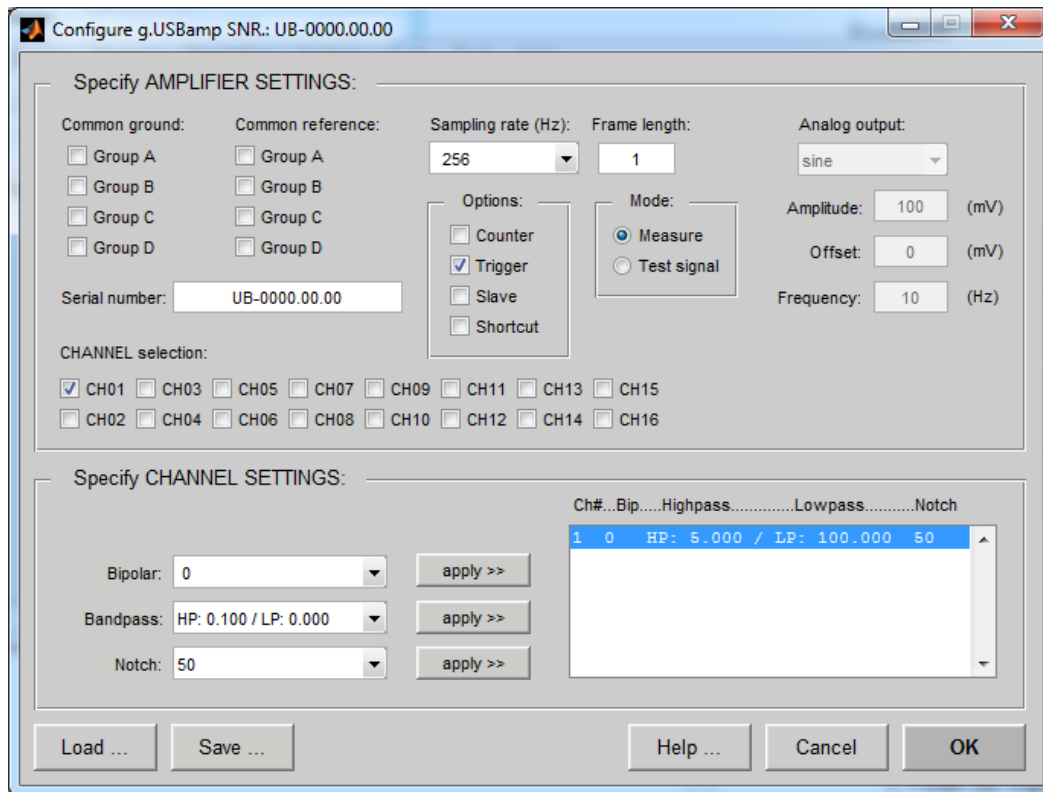 Configure g.USBamp SNR.: UB-0000.00.00
Specify AMPLIFIER SETTINGS:
Common ground: Common reference: Sampling rate (Hz): Frame length: Analog output:
Group A Group A 256 1 sine
Group B Group B
Group C Group C
Group D Group D
Options:
Counter
Trigger
Slave
Shortcut
Mode:
Measure
Test signal
Amplitude: 100 (mV)
Offset: 0 (mV)
Frequency: 10 (Hz)
Serial number: UB-0000.00.00
CHANNEL selection:
CH01 CH03 CH05 CH07 CH09 CH11 CH13 CH15
CH02 CH04 CH06 CH08 CH10 CH12 CH14 CH16
Specify CHANNEL SETTINGS:
Ch#...Bip.....Highpass.............Lowpass...........Notch
1 0 HP: 5.000 / LP: 100.000 50
Bipolar: 0 apply >>
Bandpass: HP: 0.100 / LP: 0.000 apply >>
Notch: 50 apply >>
Load ... Save ... Help ... Cancel OK